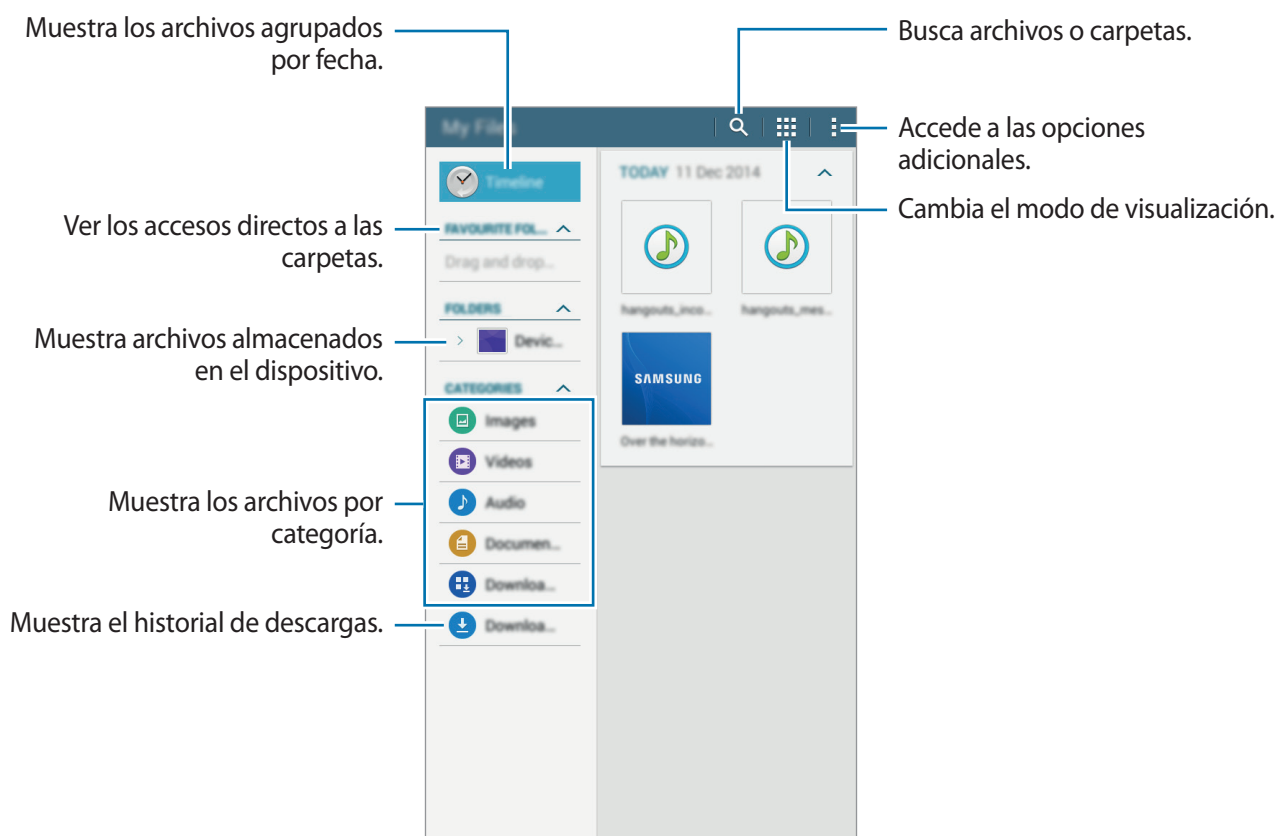 Muestra los archivos agrupados
por fecha.
Busca archivos o carpetas.
My Files
Accede a las opciones
adicionales.
Timeline
TODAY 11 Dec 2014
Cambia el modo de visualización.
Ver los accesos directos a las
carpetas.
FAVOURITE FOL...
Drag and drop...
hangouts_inco...
hangouts_mes...
FOLDERS
Muestra archivos almacenados
en el dispositivo.
Devic...
SAMSUNG
CATEGORIES
Images
Over the horizo...
Videos
Muestra los archivos por
categoría.
Audio
Documen...
Downloa...
Muestra el historial de descargas.
Downloa...